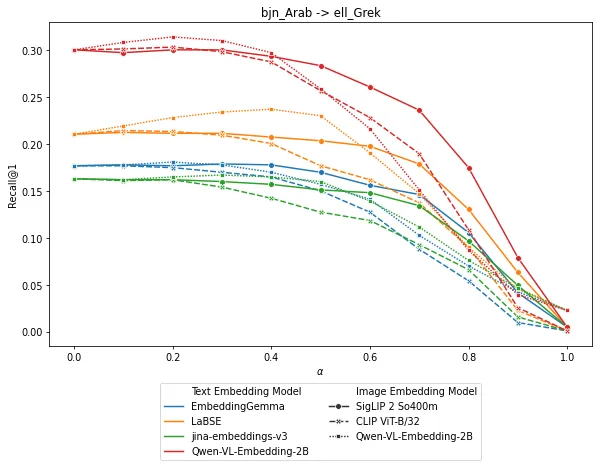 bjn_Arab -> ell_Grek
Recall@1
0.30
0.25
0.20
0.15
0.10
0.05
0.00
0.0 0.2 0.4 0.6 0.8 1.0
α
Text Embedding Model
EmbeddingGemma
LaBSE
jina-embeddings-v3
Qwen-VL-Embedding-2B
Image Embedding Model
SigLIP 2 So400m
CLIP ViT-B/32
Qwen-VL-Embedding-2B